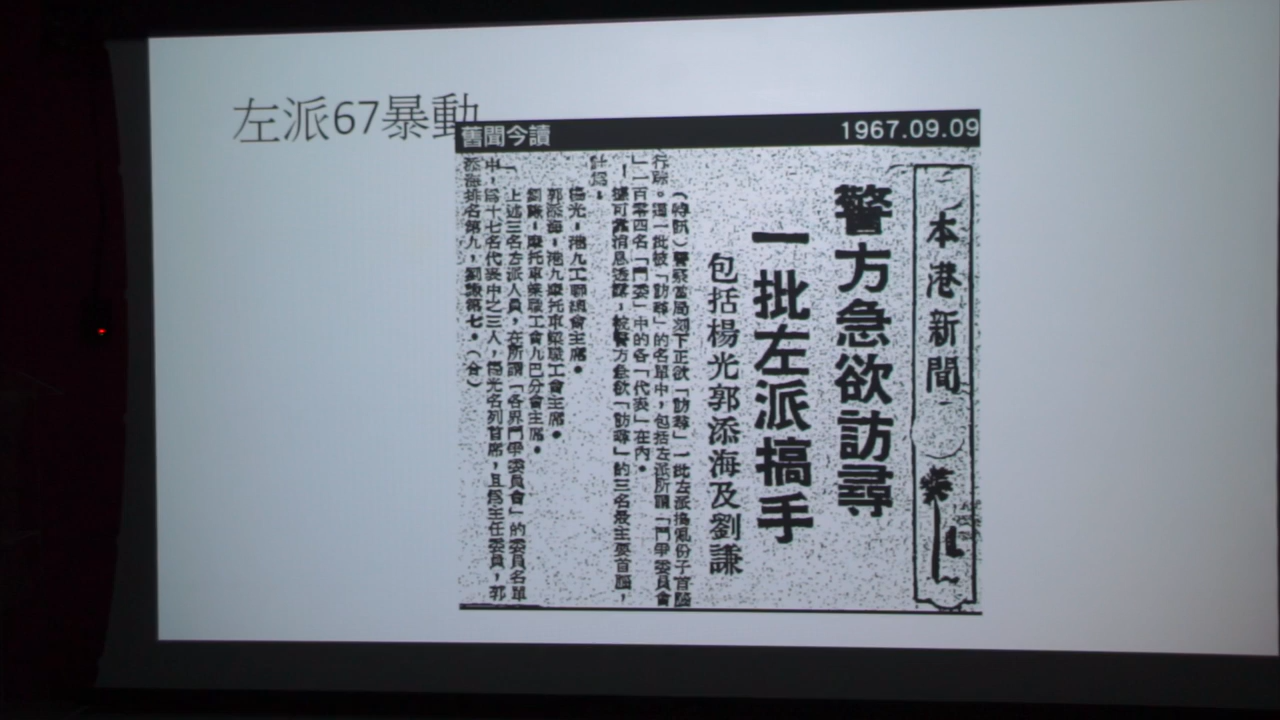 左派67暴動
舊聞今讀
1967.09.09
本港新聞
警方急欲訪尋
一批左派搞手
包括楊光郭添海及劉謙
（特訊）警察當局刻下正欲「訪尋」一批左派搗亂份子首腦
行踪。這一批被「訪尋」的名單中，包括左派所謂「鬥爭委員會
」一百零四名「鬥委」中的各「代表」在內。
據可靠消息透露，被警方急欲「訪尋」的三名最主要首腦，
計爲：
楊光，港九工聯總會主席。
郭添海，港九摩托車業職工會主席。
劉謙，摩托車業職工會九巴分會主席。
上述三名左派人員，在所謂「各界鬥爭委員會」的委員名單
中，爲十七名代表中之三人，楊光名列首席，且爲主任委員，郭
添海排名第九，劉謙第七。（合）